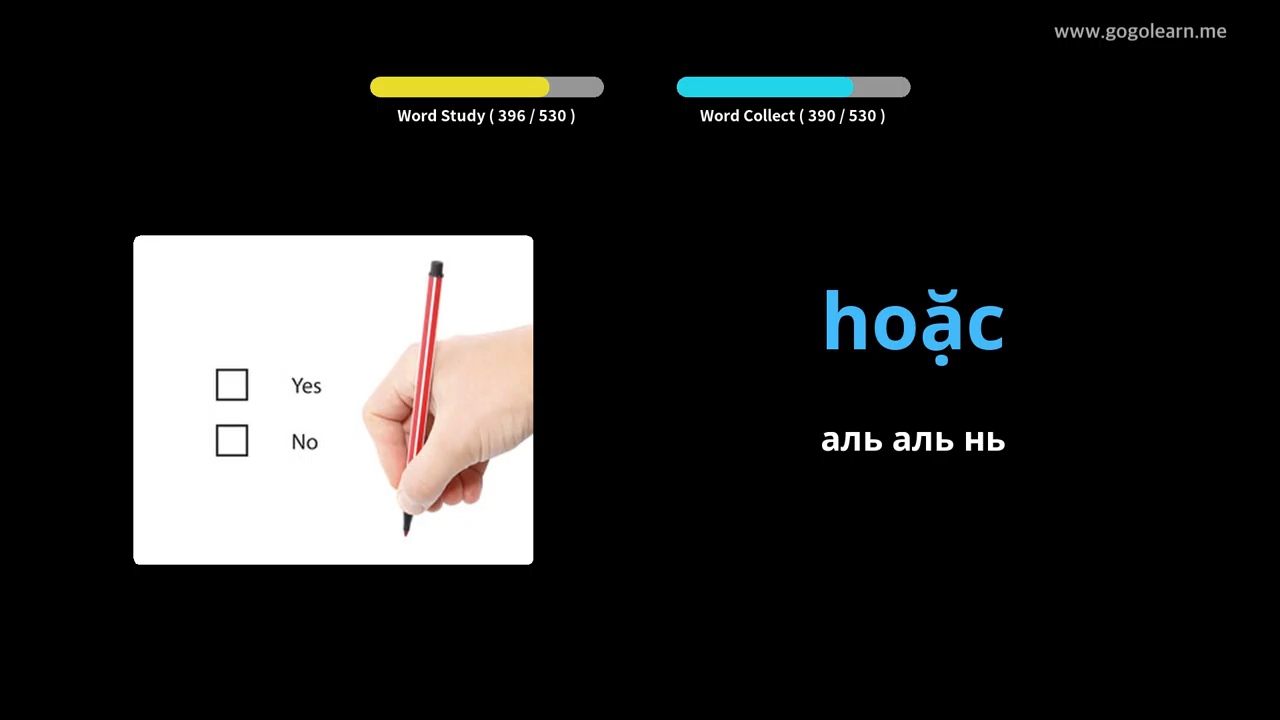 www.gogolearn.me
Word Study ( 396 / 530 )
Word Collect ( 390 / 530 )
Yes
No
hoặc
аль аль нь